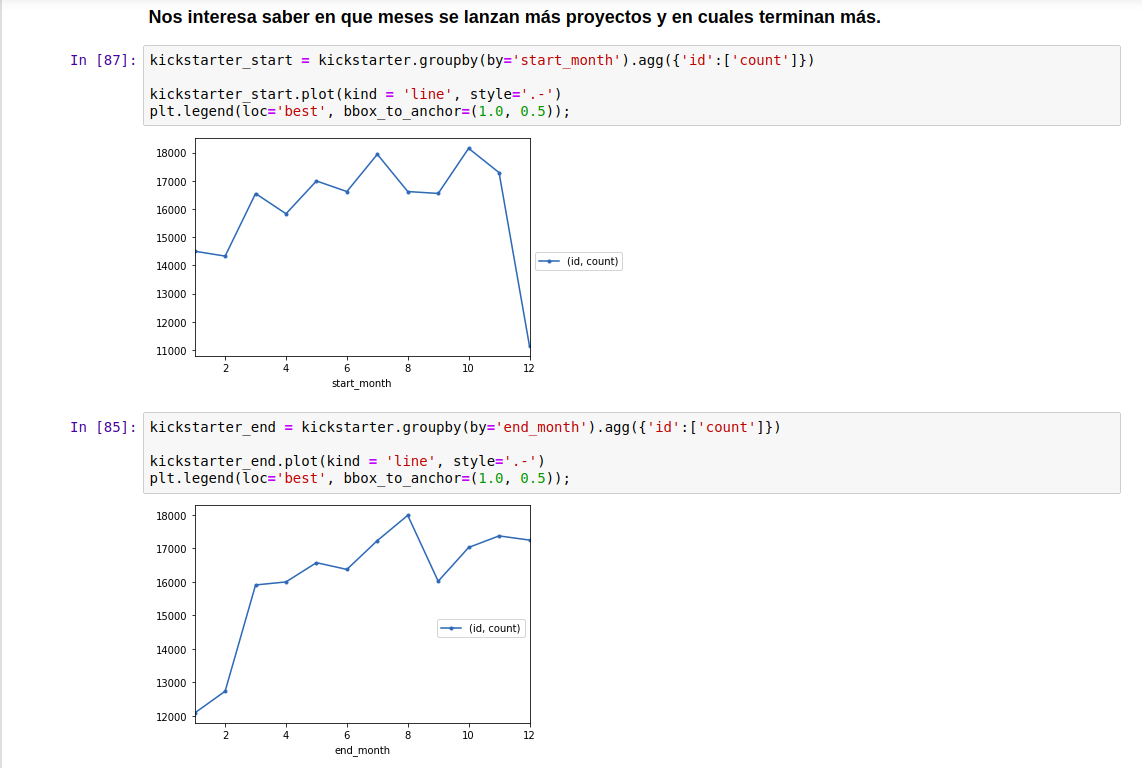 Nos interesa saber en que meses se lanzan más proyectos y en cuales terminan más.
In [87]: kickstarter_start = kickstarter.groupby(by='start_month').agg({'id':['count']})
kickstarter_start.plot(kind = 'line', style='.-')
plt.legend(loc='best', bbox_to_anchor=(1.0, 0.5));
18000
17000
16000
15000
14000
13000
12000
11000
(id, count)
2 4 6 8 10 12
start_month
In [85]: kickstarter_end = kickstarter.groupby(by='end_month').agg({'id':['count']})
kickstarter_end.plot(kind = 'line', style='.-')
plt.legend(loc='best', bbox_to_anchor=(1.0, 0.5));
18000
17000
16000
15000
14000
13000
12000
(id, count)
2 4 6 8 10 12
end_month